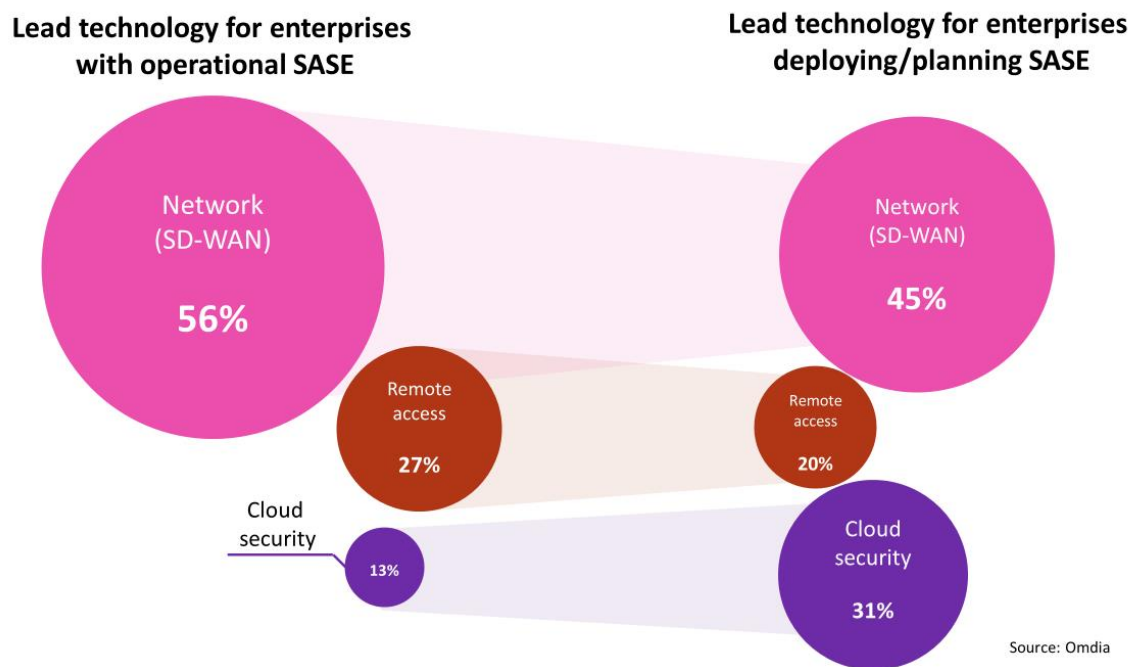 Lead technology for enterprises
with operational SASE
Lead technology for enterprises
deploying/planning SASE
Network
(SD-WAN)
56%
Network
(SD-WAN)
45%
Remote
access
27%
Remote
access
20%
Cloud
security
13%
Cloud
security
31%
Source: Omdia